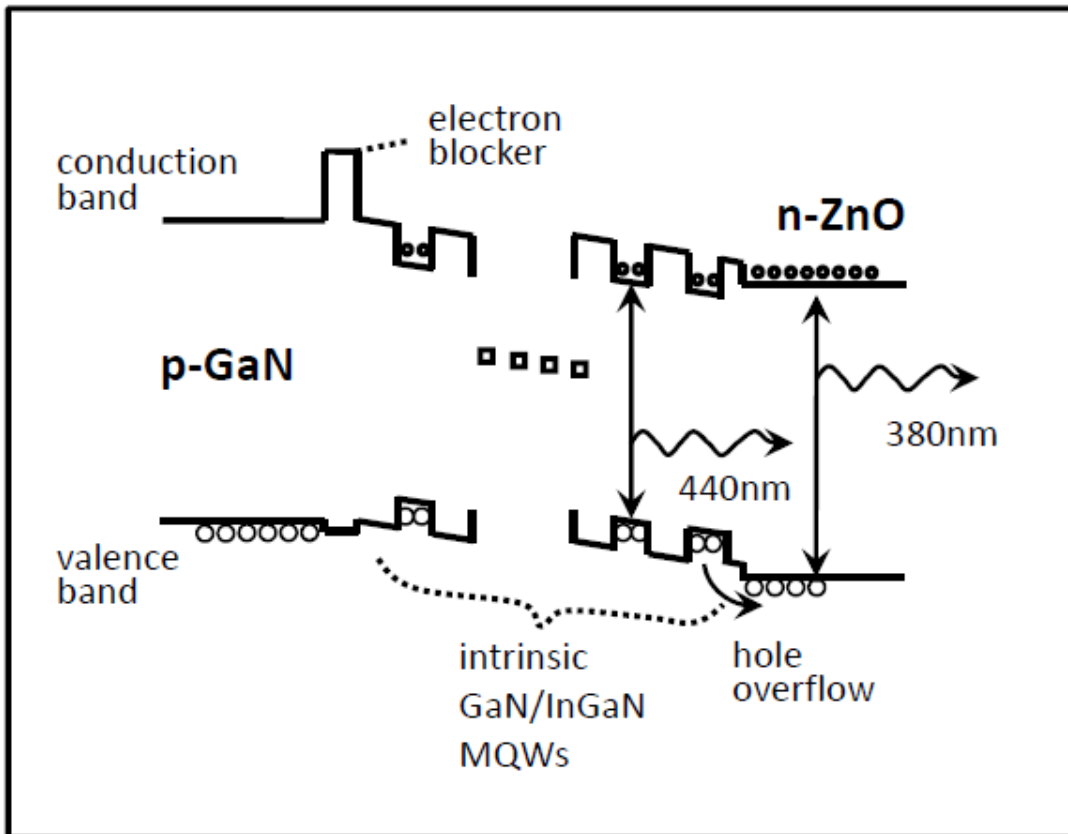 electron
blocker
conduction
band
n-ZnO
p-GaN
380nm
440nm
valence
band
intrinsic
GaN/InGaN
MQWs
hole
overflow